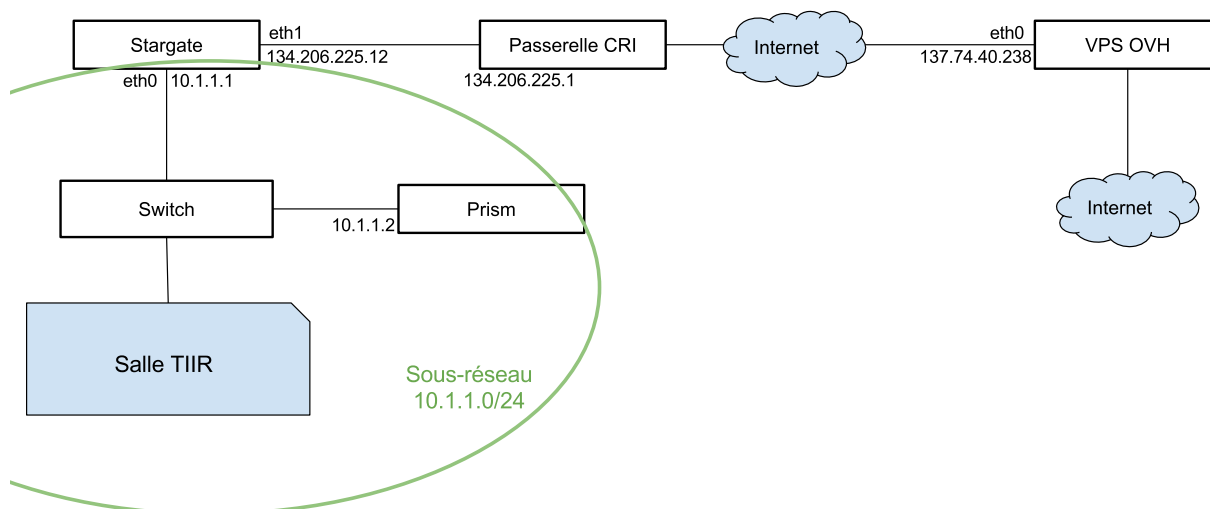 eth1
Stargate
Passerelle CRI
Internet
eth0
VPS OVH
134.206.225.12
137.74.40.238
eth0
10.1.1.1
134.206.225.1
Switch
Prism
Internet
10.1.1.2
Salle TIIR
Sous-réseau
10.1.1.0/24